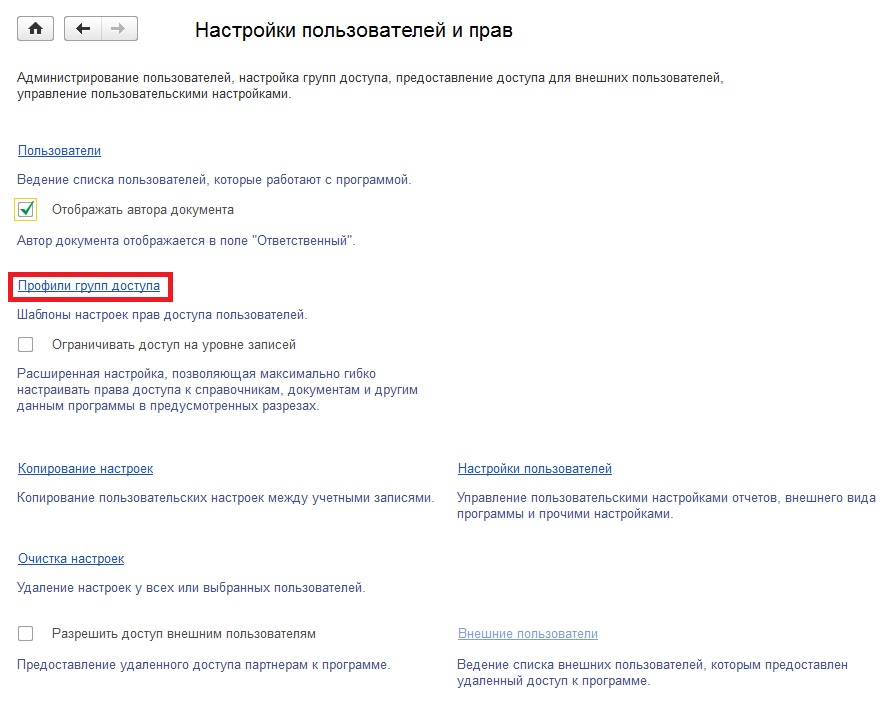 Настройки пользователей и прав
Администрирование пользователей, настройка групп доступа, предоставление доступа для внешних пользователей,
управление пользовательскими настройками.
Пользователи
Ведение списка пользователей, которые работают с программой.
Отображать автора документа
Автор документа отображается в поле "Ответственный".
Профили групп доступа
Шаблоны настроек прав доступа пользователей.
Ограничивать доступ на уровне записей
Расширенная настройка, позволяющая максимально гибко
настраивать права доступа к справочникам, документам и другим
данным программы в предусмотренных разрезах.
Копирование настроек
Копирование пользовательских настроек между учетными записями.
Настройки пользователей
Управление пользовательскими настройками отчетов, внешнего вида
программы и прочими настройками.
Очистка настроек
Удаление настроек у всех или выбранных пользователей.
Разрешить доступ внешним пользователям
Предоставление удаленного доступа партнерам к программе.
Внешние пользователи
Ведение списка внешних пользователей, которым предоставлен
удаленный доступ к программе.